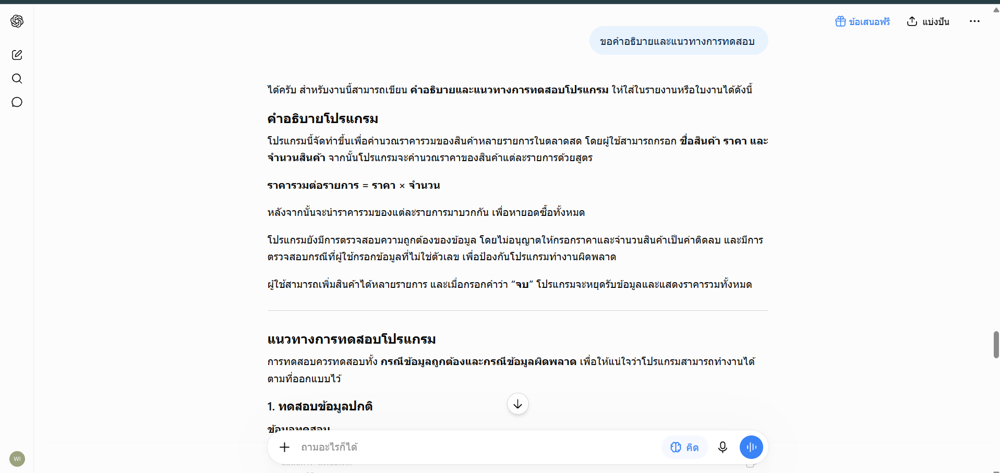 ข้อเสนอฟรี
แบ่งปัน
ขอคำอธิบายและแนวทางการทดสอบ
ได้ครับ สำหรับงานนี้สามารถเขียน คำอธิบายและแนวทางการทดสอบโปรแกรม ให้ใส่ในรายงานหรือใบงานได้ดังนี้
คำอธิบายโปรแกรม
โปรแกรมนี้จัดทำขึ้นเพื่อคำนวณราคารวมของสินค้าหลายรายการในตลาดสด โดยผู้ใช้สามารถกรอก ชื่อสินค้า ราคา และ
จำนวนสินค้า จากนั้นโปรแกรมจะคำนวณราคาของสินค้าแต่ละรายการด้วยสูตร
ราคารวมต่อรายการ = ราคา × จำนวน
หลังจากนั้นจะนำราคารวมของแต่ละรายการมาบวกกัน เพื่อหายอดซื้อทั้งหมด
โปรแกรมยังมีการตรวจสอบความถูกต้องของข้อมูล โดยไม่อนุญาตให้กรอกราคาและจำนวนสินค้าเป็นค่าติดลบ และมีการ
ตรวจสอบกรณีที่ผู้ใช้กรอกข้อมูลที่ไม่ใช่ตัวเลข เพื่อป้องกันโปรแกรมทำงานผิดพลาด
ผู้ใช้สามารถเพิ่มสินค้าได้หลายรายการ และเมื่อกรอกคำว่า “จบ” โปรแกรมจะหยุดรับข้อมูลและแสดงราคารวมทั้งหมด
แนวทางการทดสอบโปรแกรม
การทดสอบควรทดสอบทั้ง กรณีข้อมูลถูกต้องและกรณีข้อมูลผิดพลาด เพื่อให้แน่ใจว่าโปรแกรมสามารถทำงานได้
ตามที่ออกแบบไว้
1. ทดสอบข้อมูลปกติ
ข้อมูลทดสอบ
ถามอะไรก็ได้
คิด
WI